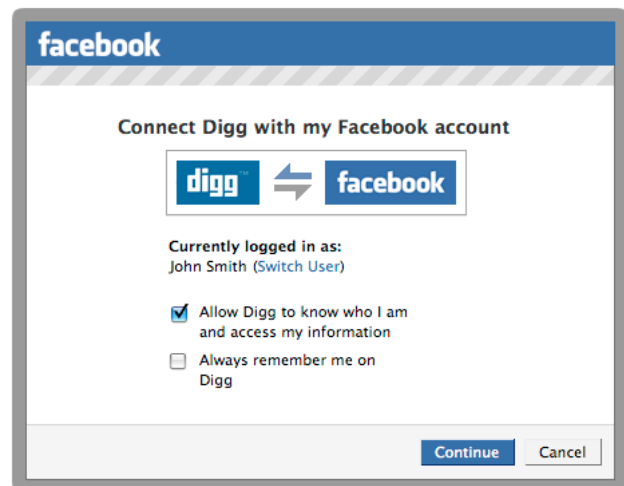 facebook
Connect Digg with my Facebook account
digg™ facebook
Currently logged in as:
John Smith (Switch User)
Allow Digg to know who I am
and access my information
Always remember me on
Digg
Continue Cancel